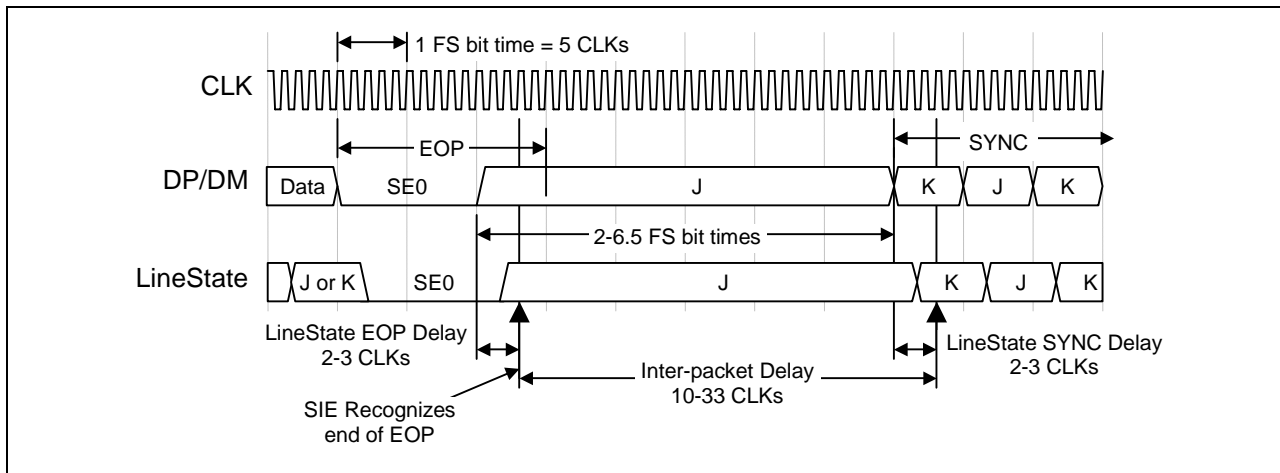 1 FS bit time = 5 CLKs
CLK
EOP
SYNC
DP/DM
Data
SE0
J
K
J
K
2-6.5 FS bit times
LineState
J or K
SE0
J
K
J
K
LineState EOP Delay
2-3 CLKs
Inter-packet Delay
10-33 CLKs
LineState SYNC Delay
2-3 CLKs
SIE Recognizes
end of EOP